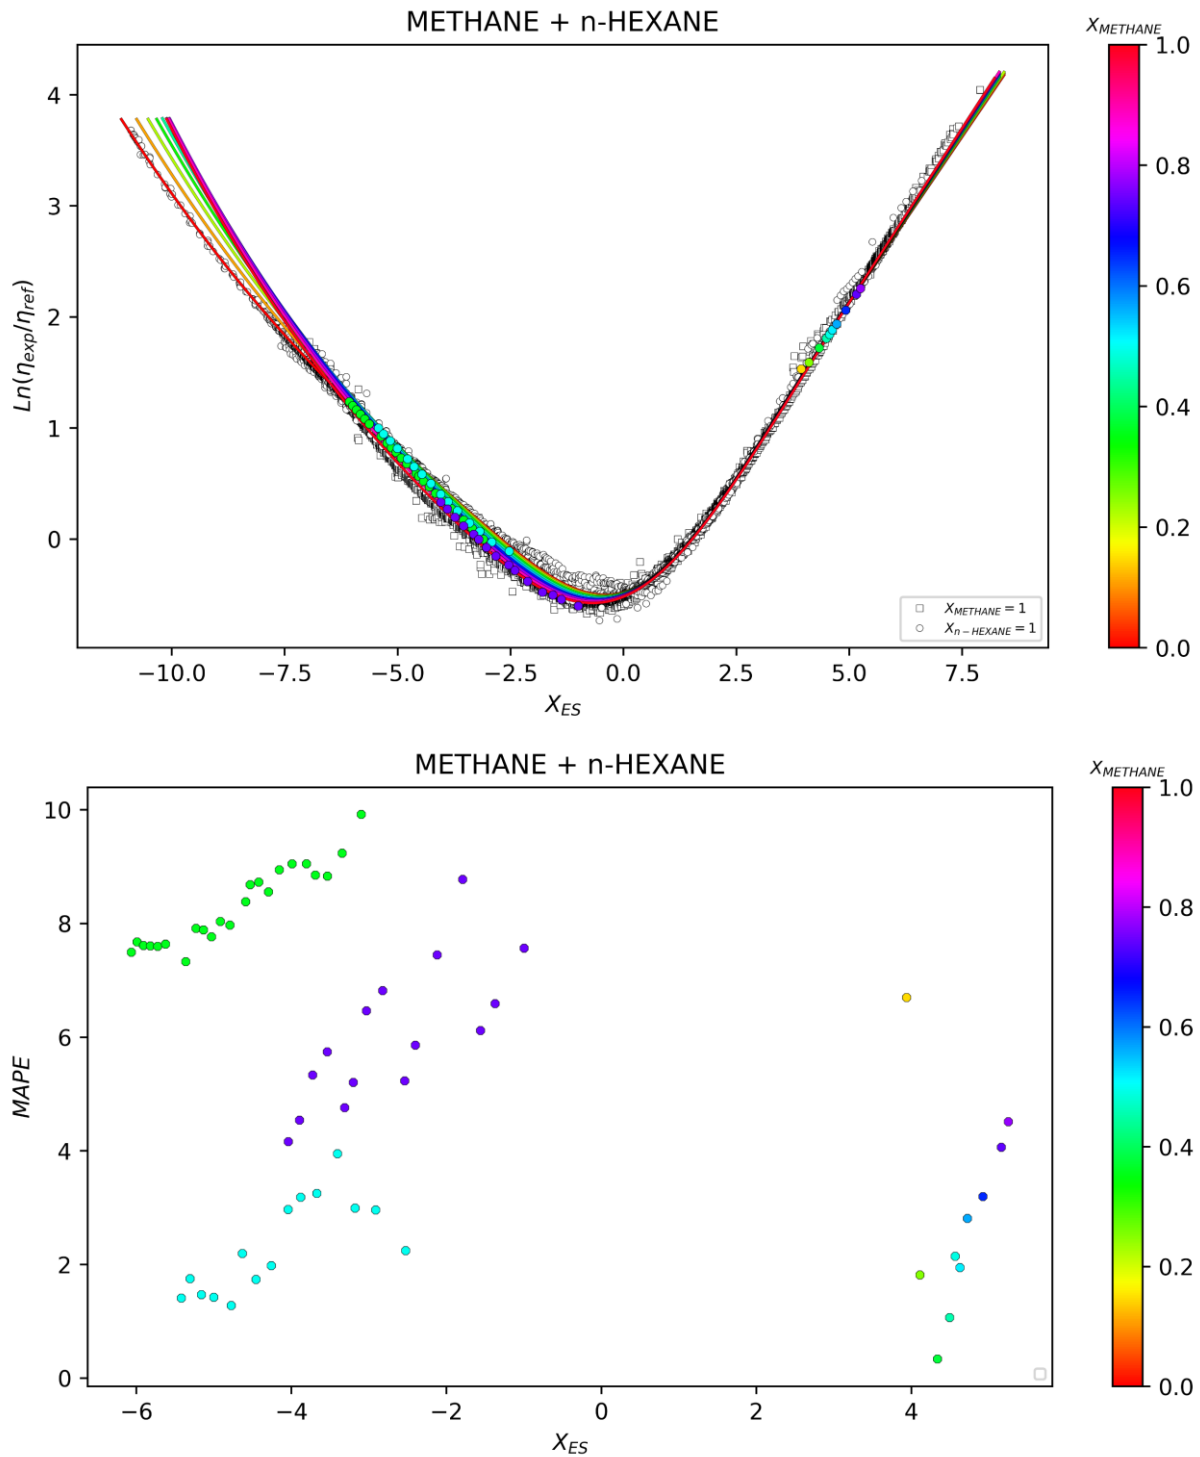 METHANE + n-HEXANE
X_METHANE
1.0
0.8
0.6
0.4
0.2
0.0
Ln(η_exp/η_ref)
4
3
2
1
0
X_METHANE = 1
X_n−HEXANE = 1
−10.0 −7.5 −5.0 −2.5 0.0 2.5 5.0 7.5
X_ES
METHANE + n-HEXANE
X_METHANE
1.0
0.8
0.6
0.4
0.2
0.0
MAPE
10
8
6
4
2
0
−6 −4 −2 0 2 4
X_ES